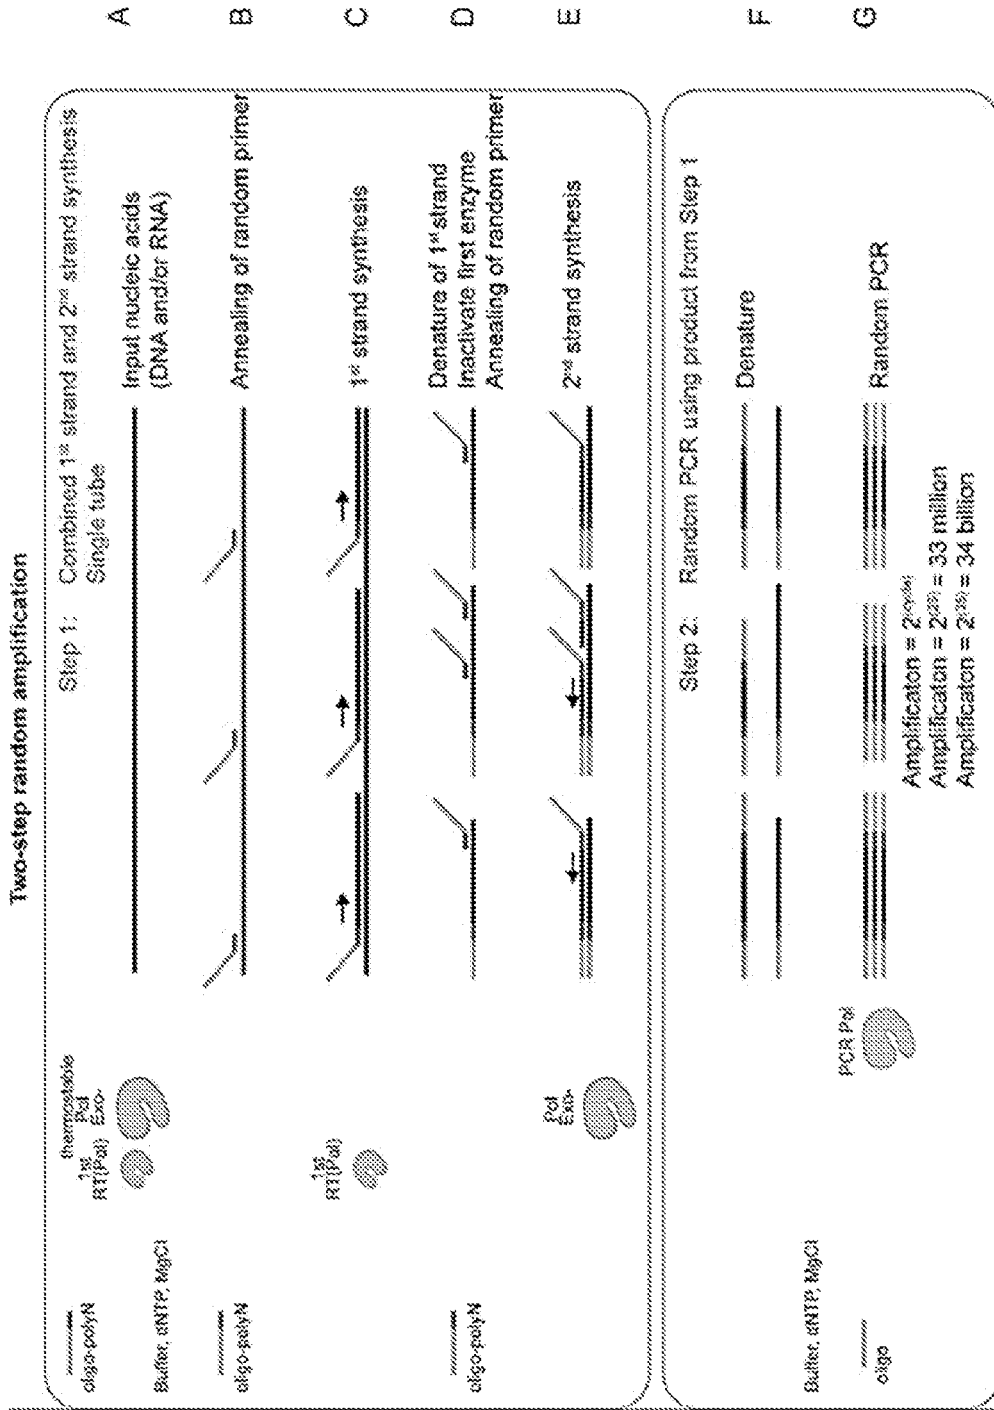 Two-step random amplification
Step 1: Combined 1st strand and 2nd strand synthesis
Single tube
oligo-polyN
Buffer, dNTP, MgCl
1st
RT(Pol)
thermostable
Pol
Exo-
Input nucleic acids
(DNA and/or RNA)
A
oligo-polyN
Annealing of random primer
B
1st
RT(Pol)
1st strand synthesis
C
oligo-polyN
Denature of 1st strand
Inactivate first enzyme
Annealing of random primer
D
Pol
Exo-
2nd strand synthesis
E
Step 2: Random PCR using product from Step 1
Denature
F
Buffer, dNTP, MgCl
oligo
PCR Pol
Random PCR
G
Amplificaton = 2(cycles)
Amplificaton = 2(25) = 33 million
Amplificaton = 2(35) = 34 billion